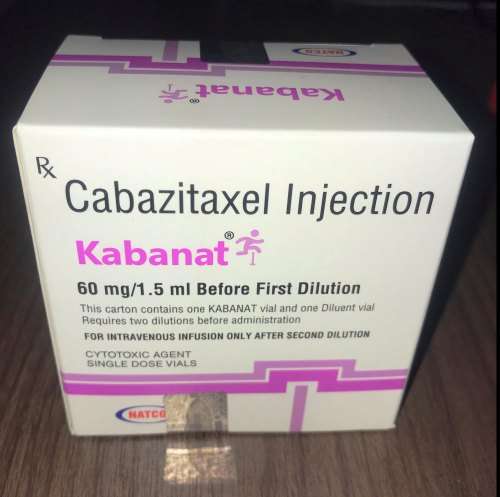 NATCO
Kabanat®
Rx
Cabazitaxel Injection
Kabanat®
60 mg/1.5 ml Before First Dilution
This carton contains one KABANAT vial and one Diluent vial
Requires two dilutions before administration
FOR INTRAVENOUS INFUSION ONLY AFTER SECOND DILUTION
CYTOTOXIC AGENT
SINGLE DOSE VIALS
NATCO